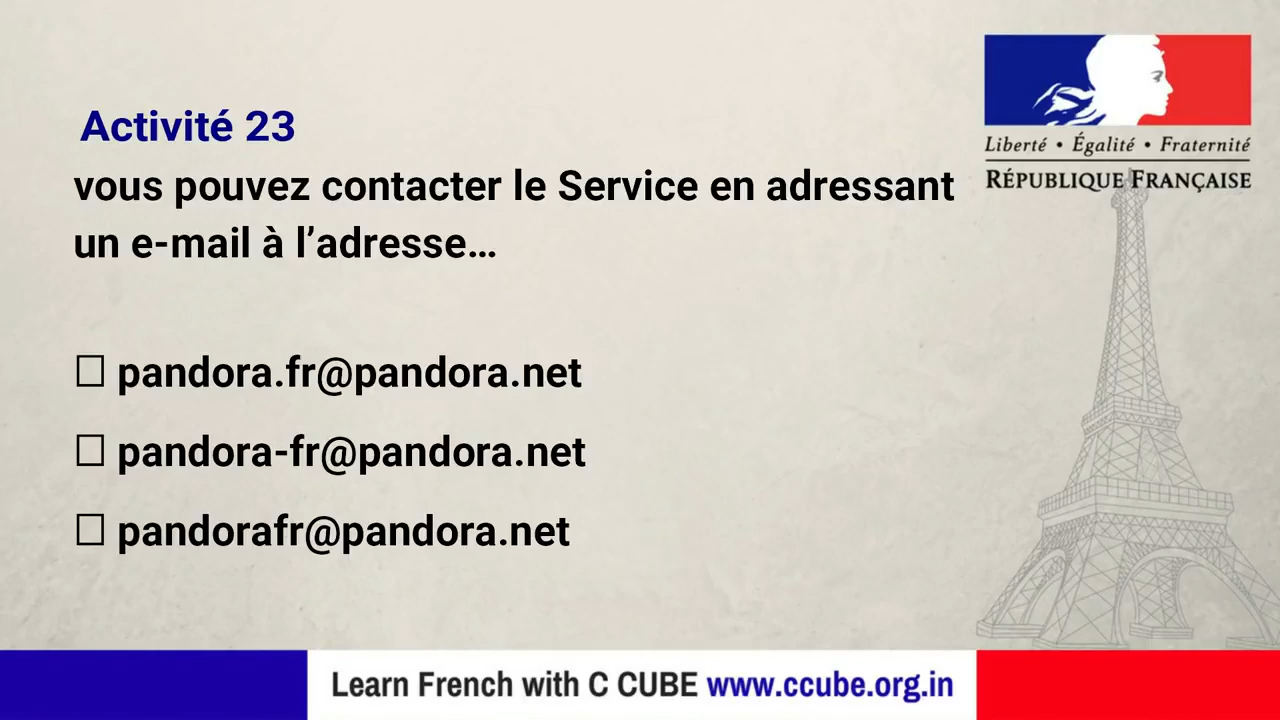 Liberté • Égalité • Fraternité
RÉPUBLIQUE FRANÇAISE
Activité 23
vous pouvez contacter le Service en adressant
un e-mail à l’adresse…
☐ pandora.fr@pandora.net
☐ pandora-fr@pandora.net
☐ pandorafr@pandora.net
Learn French with C CUBE www.ccube.org.in